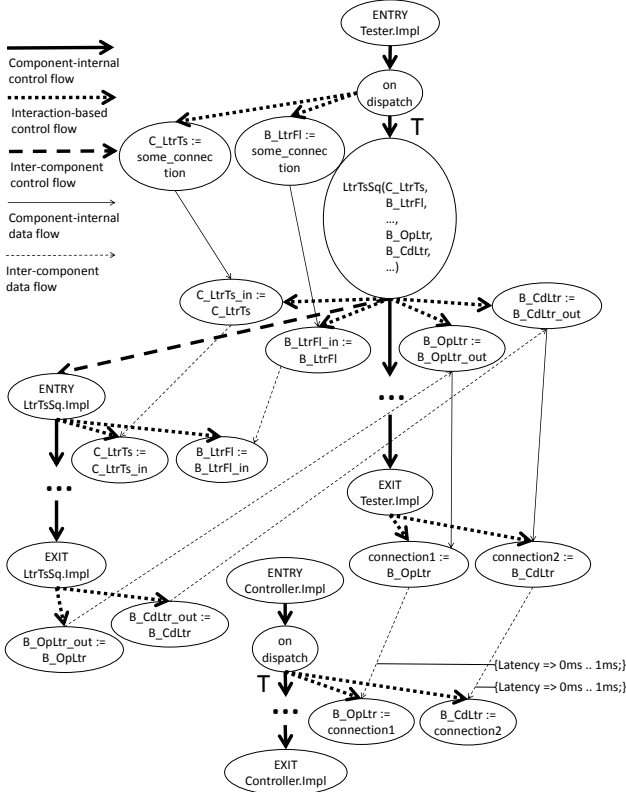 ENTRY
Tester.Impl
Component-internal
control flow
on
dispatch
Interaction-based
control flow
T
C_LtrTs :=
some_connec
tion
B_LtrFl :=
some_connec
tion
Inter-component
control flow
LtrTsSq(C_LtrTs,
B_LtrFl,
...,
B_OpLtr,
B_CdLtr,
...)
Component-internal
data flow
Inter-component
data flow
C_LtrTs_in :=
C_LtrTs
B_CdLtr :=
B_CdLtr_out
B_LtrFl_in :=
B_LtrFl
B_OpLtr :=
B_OpLtr_out
ENTRY
LtrTsSq.Impl
...
C_LtrTs :=
C_LtrTs_in
B_LtrFl :=
B_LtrFl_in
...
EXIT
Tester.Impl
EXIT
LtrTsSq.Impl
connection1 :=
B_OpLtr
connection2 :=
B_CdLtr
ENTRY
Controller.Impl
B_OpLtr_out :=
B_OpLtr
B_CdLtr_out :=
B_CdLtr
on
dispatch
{Latency => 0ms .. 1ms;}
{Latency => 0ms .. 1ms;}
T
...
B_OpLtr :=
connection1
B_CdLtr :=
connection2
EXIT
Controller.Impl